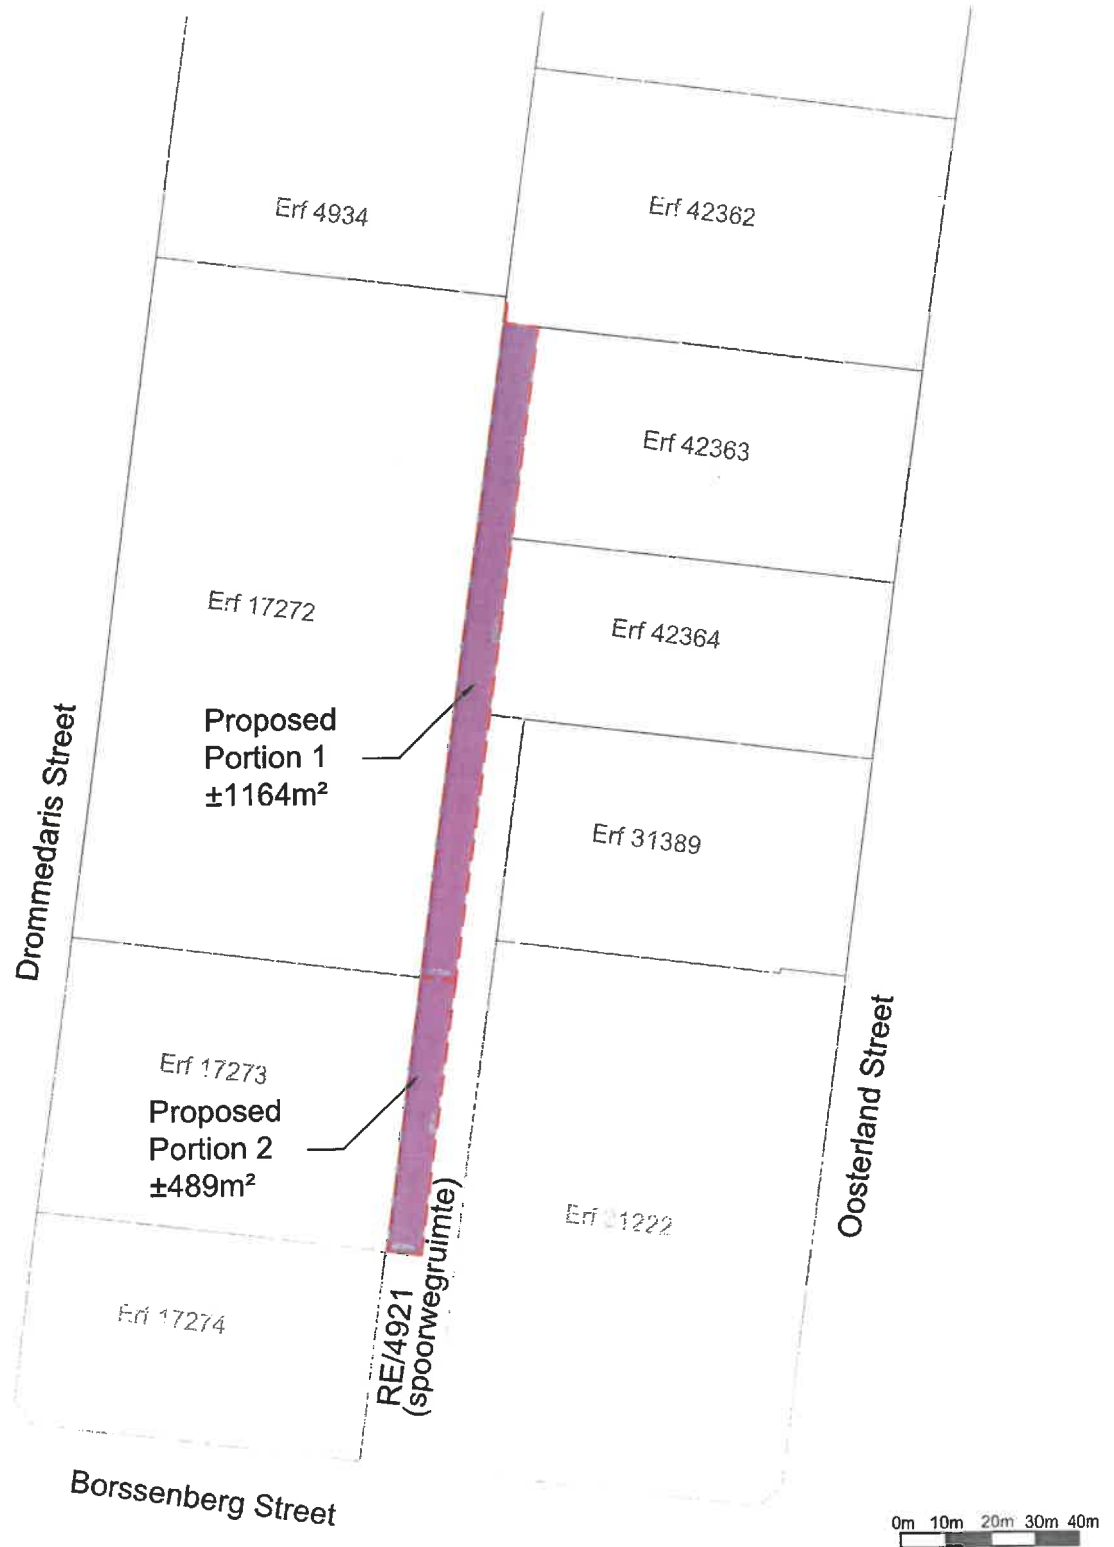 Erf 4934
Erf 42362
Erf 42363
Erf 17272
Erf 42364
Proposed
Portion 1
±1164m²
Erf 31389
Drommedaris Street
Erf 17273
Proposed
Portion 2
±489m²
Oosterland Street
Erf 1222
Erf 17274
RE/4921
(spoorwegruimte)
Borssenberg Street
0m 10m 20m 30m 40m